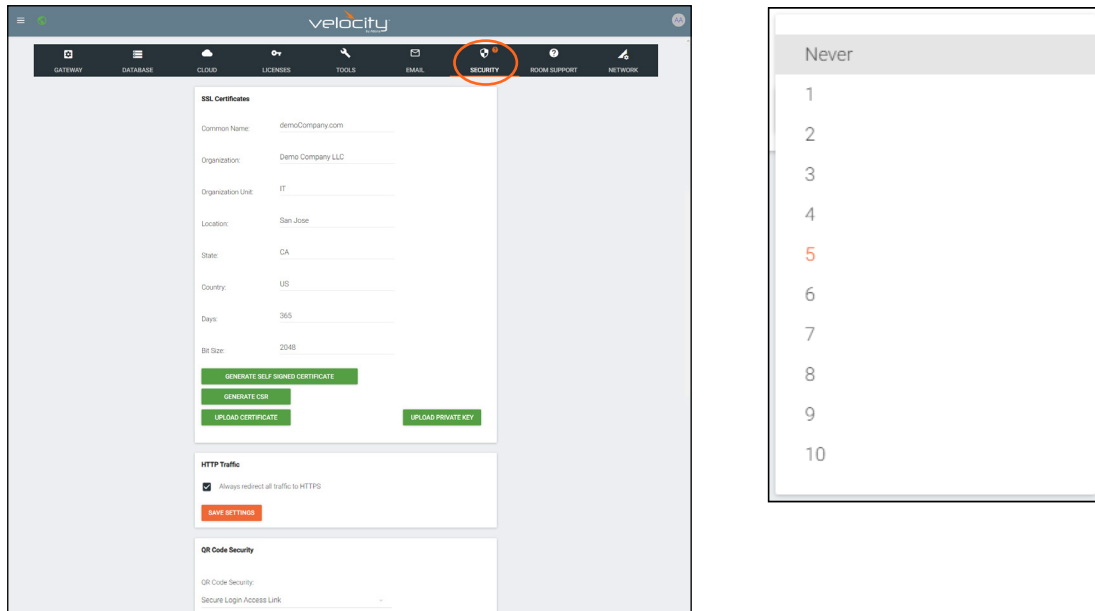 velocity
by Atlona
AA
GATEWAY DATABASE CLOUD LICENSES TOOLS EMAIL SECURITY ROOM SUPPORT NETWORK
SSL Certificates
Common Name: demoCompany.com
Organization: Demo Company LLC
Organization Unit: IT
Location: San Jose
State: CA
Country: US
Days: 365
Bit Size: 2048
GENERATE SELF SIGNED CERTIFICATE
GENERATE CSR
UPLOAD CERTIFICATE UPLOAD PRIVATE KEY
HTTP Traffic
Always redirect all traffic to HTTPS
SAVE SETTINGS
QR Code Security
QR Code Security:
Secure Login Access Link
Never
1
2
3
4
5
6
7
8
9
10